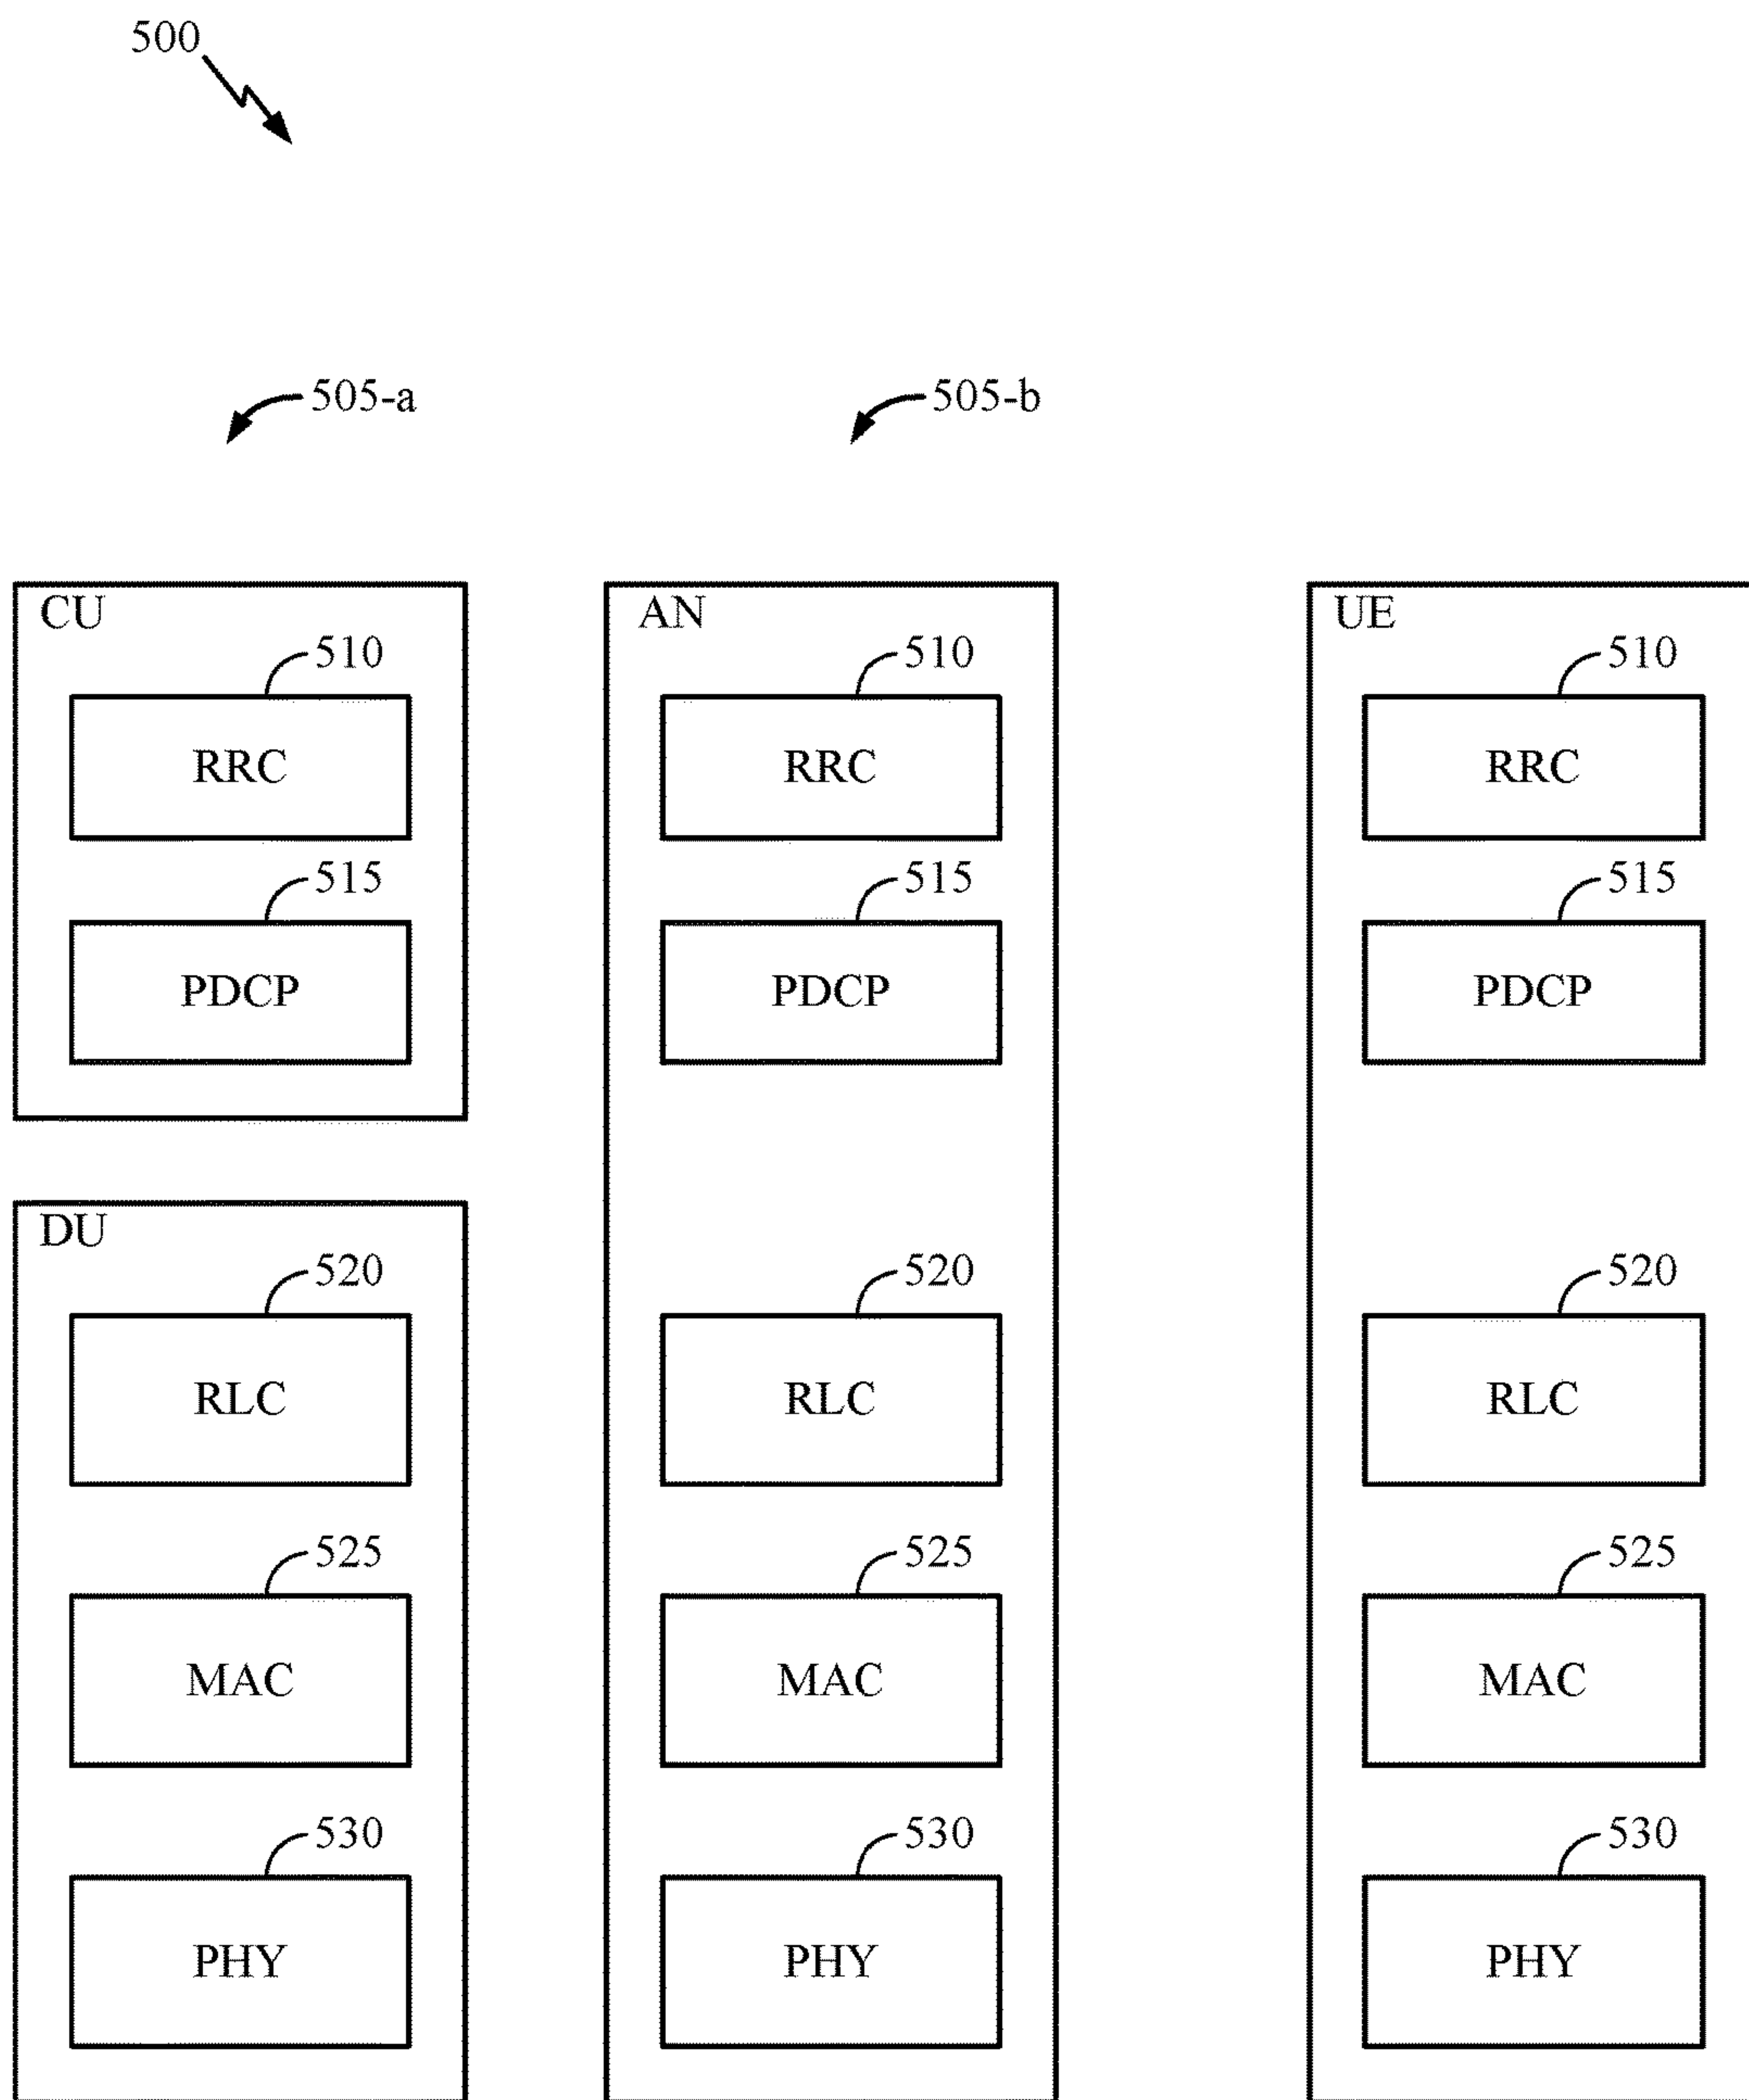 500
505-a 505-b
CU AN UE
510 510 510
RRC RRC RRC
515 515 515
PDCP PDCP PDCP
DU
520 520 520
RLC RLC RLC
525 525 525
MAC MAC MAC
530 530 530
PHY PHY PHY